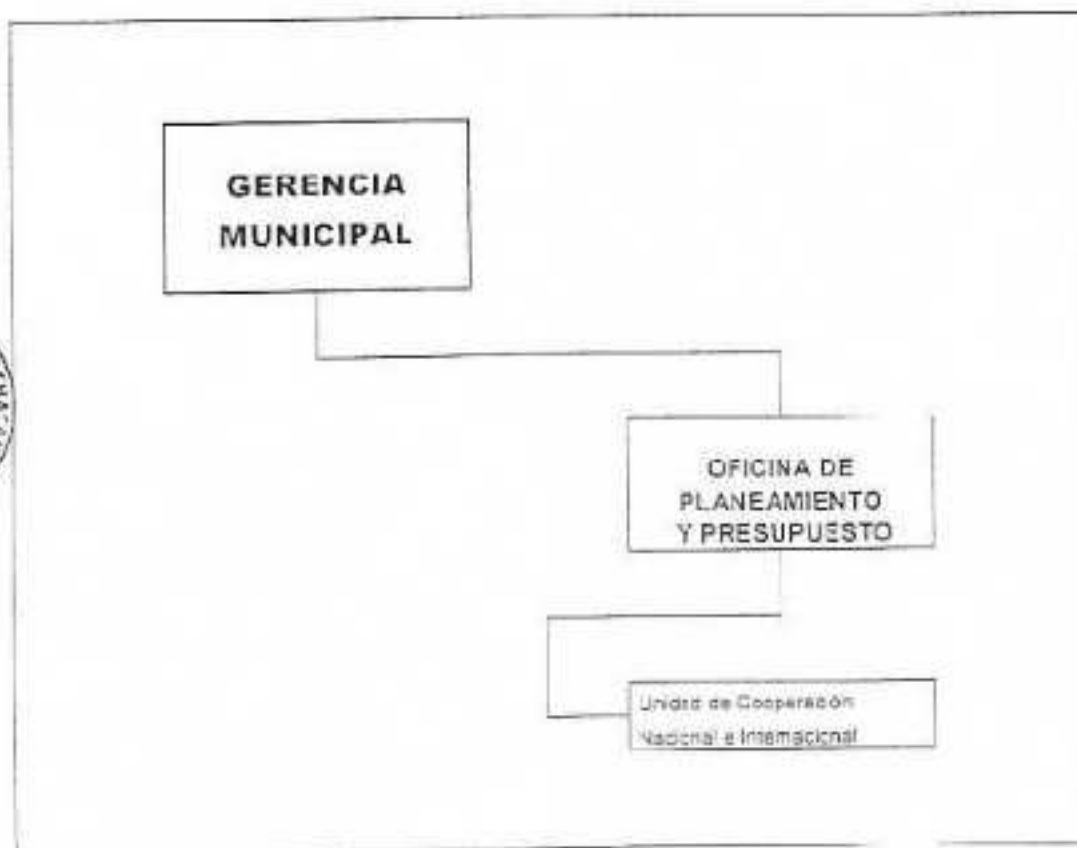 GERENCIA
MUNICIPAL
OFICINA DE
PLANEAMIENTO
Y PRESUPUESTO
Unidad de Cooperación
Nacional e Internacional